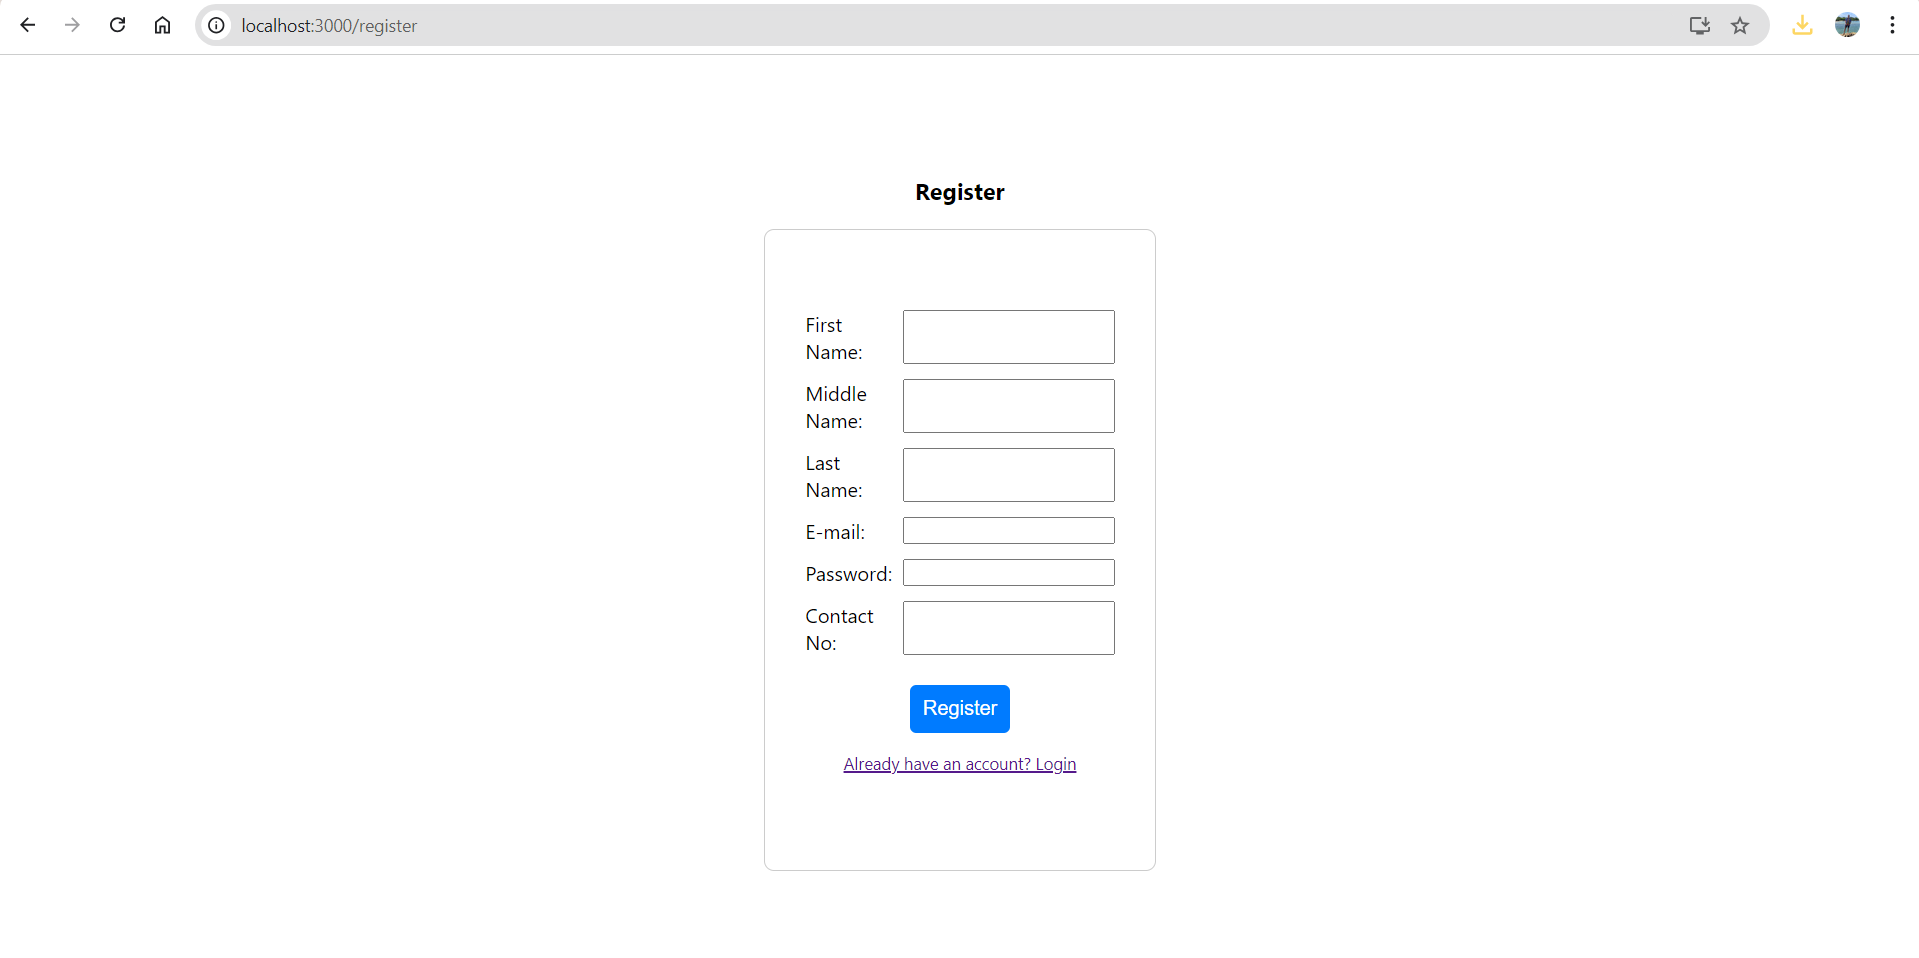 localhost:3000/register
Register
First
Name:
Middle
Name:
Last
Name:
E-mail:
Password:
Contact
No:
Register
Already have an account? Login